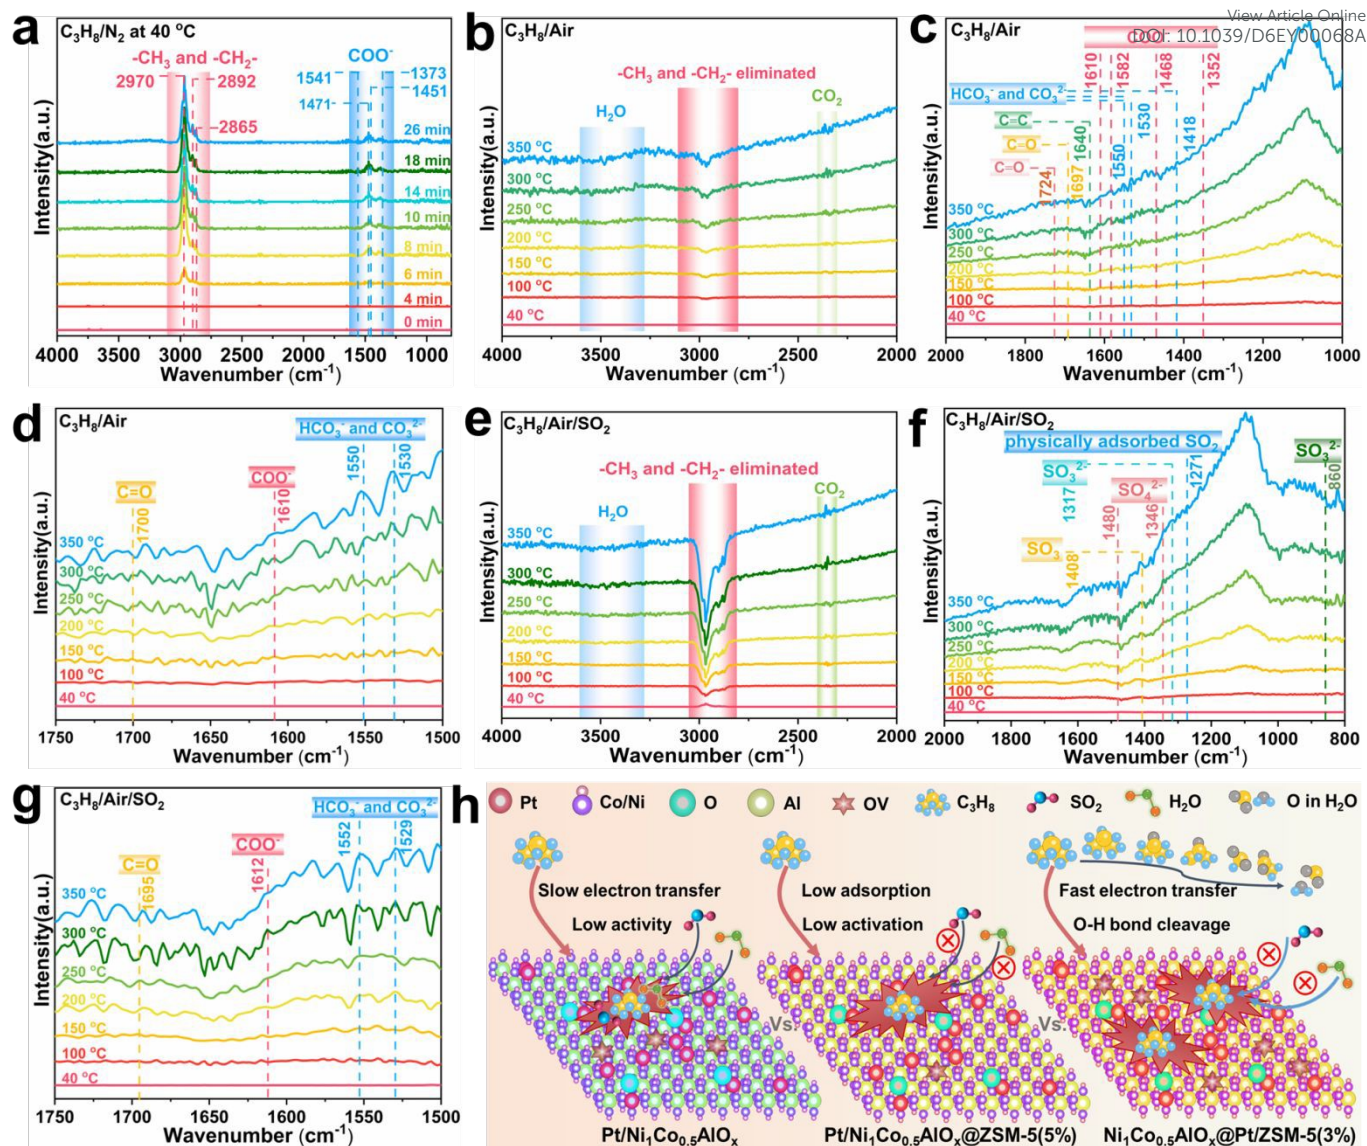 View Article Online
DOI: 10.1039/D6EY00068A
a
C₃H₈/N₂ at 40 °C
-CH₃ and -CH₂-
2970
2892
2865
COO⁻
1541
1373
1471
1451
26 min
18 min
14 min
10 min
8 min
6 min
4 min
0 min
Intensity(a.u.)
4000 3500 3000 2500 2000 1500 1000
Wavenumber (cm⁻¹)
b
C₃H₈/Air
-CH₃ and -CH₂- eliminated
H₂O
CO₂
350 °C
300 °C
250 °C
200 °C
150 °C
100 °C
40 °C
Intensity(a.u.)
4000 3500 3000 2500 2000
Wavenumber (cm⁻¹)
c
C₃H₈/Air
1610
1582
1468
1352
HCO₃⁻ and CO₃²⁻
C=C
C=O
C=O
1724
1697
1640
1550
1530
1418
350 °C
300 °C
250 °C
200 °C
150 °C
100 °C
40 °C
Intensity(a.u.)
2000 1800 1600 1400 1200 1000
Wavenumber (cm⁻¹)
d
C₃H₈/Air
HCO₃⁻ and CO₃²⁻
1550
1530
COO⁻
1610
C=O
1700
350 °C
300 °C
250 °C
200 °C
150 °C
100 °C
40 °C
Intensity(a.u.)
1750 1700 1650 1600 1550 1500
Wavenumber (cm⁻¹)
e
C₃H₈/Air/SO₂
-CH₃ and -CH₂- eliminated
H₂O
CO₂
350 °C
300 °C
250 °C
200 °C
150 °C
100 °C
40 °C
Intensity(a.u.)
4000 3500 3000 2500 2000
Wavenumber (cm⁻¹)
f
C₃H₈/Air/SO₂
physically adsorbed SO₂
1271
SO₃²⁻
1317
SO₄²⁻
1480
1346
SO₃
1408
SO₃²⁻
860
350 °C
300 °C
250 °C
200 °C
150 °C
100 °C
40 °C
Intensity(a.u.)
2000 1800 1600 1400 1200 1000 800
Wavenumber (cm⁻¹)
g
C₃H₈/Air/SO₂
HCO₃⁻ and CO₃²⁻
1552
1529
COO⁻
1612
C=O
1695
350 °C
300 °C
250 °C
200 °C
150 °C
100 °C
40 °C
Intensity(a.u.)
1750 1700 1650 1600 1550 1500
Wavenumber (cm⁻¹)
h
Pt Co/Ni O Al OV C₃H₈ SO₂ H₂O O in H₂O
Slow electron transfer
Low activity
Low adsorption
Low activation
Fast electron transfer
O-H bond cleavage
Vs.
Vs.
Pt/Ni₁Co₀.₅AlOₓ
Pt/Ni₁Co₀.₅AlOₓ@ZSM-5(5%)
Ni₁Co₀.₅AlOₓ@Pt/ZSM-5(3%)